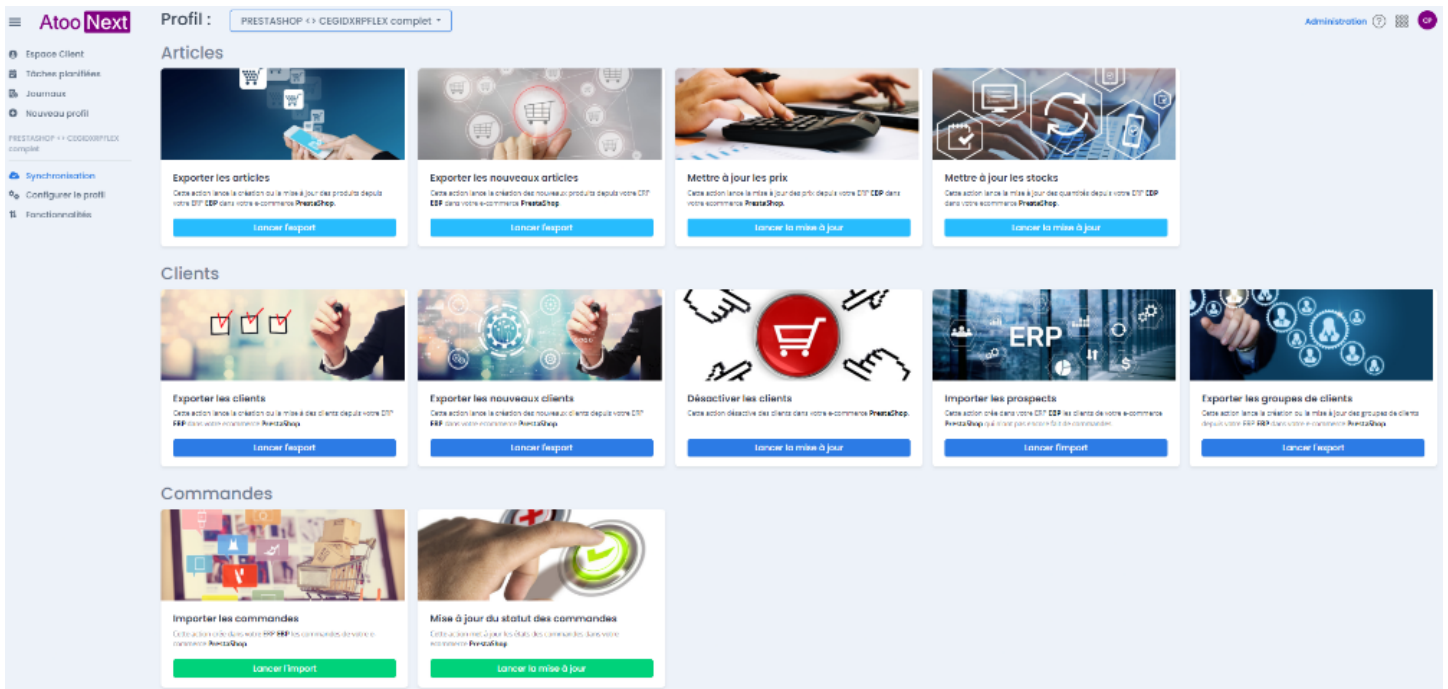 Atoo Next
Profil :
PRESTASHOP <> CEGIDXRPFLEX complet
Administration
CP
Espace Client
Tâches planifiées
Journaux
Nouveau profil
PRESTASHOP <> CEGIDXRPFLEX
complet
Synchronisation
Configurer le profil
Fonctionnalités
Articles
Exporter les articles
Cette action lance la création ou la mise à jour des produits depuis
votre ERP EBP dans votre e-commerce PrestaShop.
Lancer l'export
Exporter les nouveaux articles
Cette action lance la création des nouveaux produits depuis votre ERP
EBP dans votre e-commerce PrestaShop.
Lancer l'export
Mettre à jour les prix
Cette action lance la mise à jour des prix depuis votre ERP EBP dans
votre ecommerce PrestaShop.
Lancer la mise à jour
Mettre à jour les stocks
Cette action lance la mise à jour des quantités depuis votre ERP EBP
dans votre ecommerce PrestaShop.
Lancer la mise à jour
Clients
Exporter les clients
Cette action lance la création ou la mise à des clients depuis votre ERP
EBP dans votre ecommerce PrestaShop
Lancer l'export
Exporter les nouveaux clients
Cette action lance la création des nouveaux clients depuis votre ERP
EBP dans votre ecommerce PrestaShop
Lancer l'export
Désactiver les clients
Cette action désactive des clients dans votre e-commerce PrestaShop.
Lancer la mise à jour
ERP
Importer les prospects
Cette action crée dans votre ERP EBP les clients de votre e-commerce
PrestaShop qui n'ont pas encore fait de commandes
Lancer l'import
Exporter les groupes de clients
Cette action lance la création ou la mise à jour des groupes de clients
depuis votre ERP EBP dans votre e-commerce PrestaShop
Lancer l'export
Commandes
Importer les commandes
Cette action crée dans votre ERP EBP les commandes de votre e-
commerce PrestaShop
Lancer l'import
Mise à jour du statut des commandes
Cette action met à jour les états des commandes dans votre
ecommerce PrestaShop
Lancer la mise à jour